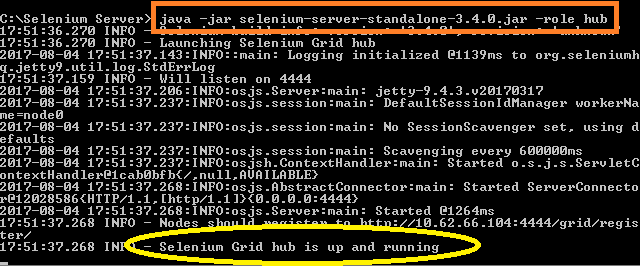 C:\Selenium Server> java -jar selenium-server-standalone-3.4.0.jar -role hub
17:51:36.270 INFO - Selenium build info: version: '3.4.0', revision: 'unknown'
17:51:36.270 INFO - Launching Selenium Grid hub
2017-08-04 17:51:37.143:INFO::main: Logging initialized @1139ms to org.seleniumh
q.jetty9.util.log.StdErrLog
17:51:37.159 INFO - Will listen on 4444
2017-08-04 17:51:37.206:INFO:osjs.Server:main: jetty-9.4.3.v20170317
2017-08-04 17:51:37.237:INFO:osjs.session:main: DefaultSessionIdManager workerNa
me=node0
2017-08-04 17:51:37.237:INFO:osjs.session:main: No SessionScavenger set, using d
efaults
2017-08-04 17:51:37.237:INFO:osjs.session:main: Scavenging every 600000ms
2017-08-04 17:51:37.237:INFO:osjsh.ContextHandler:main: Started o.s.j.s.ServletC
ontextHandler@1cab0bfb{/,null,AVAILABLE}
2017-08-04 17:51:37.268:INFO:osjs.AbstractConnector:main: Started ServerConnecto
r@12028586{HTTP/1.1,[http/1.1]}{0.0.0.0:4444}
2017-08-04 17:51:37.268:INFO:osjs.Server:main: Started @1264ms
17:51:37.268 INFO - Nodes should register to http://10.62.66.104:4444/grid/regis
ter/
17:51:37.268 INFO - Selenium Grid hub is up and running